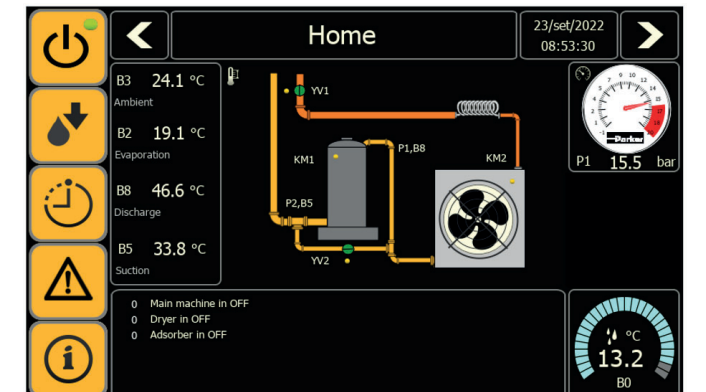 Home
23/set/2022
08:53:30
B3 24.1 °C
Ambient
B2 19.1 °C
Evaporation
B8 46.6 °C
Discharge
B5 33.8 °C
Suction
YV1
KM1
P1,B8
KM2
P2,B5
YV2
Parker
P1 15.5 bar
0 Main machine in OFF
0 Dryer in OFF
0 Adsorber in OFF
i
°C
13.2
B0